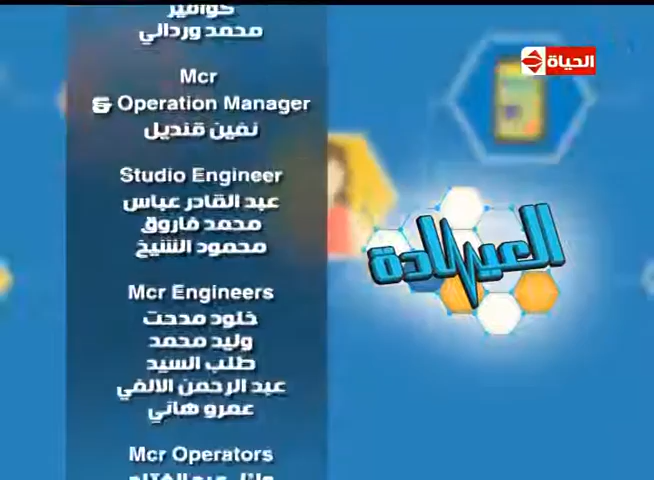 كوافير
محمد ورداني
Mcr
& Operation Manager
نفين قنديل
Studio Engineer
عبد القادر عباس
محمد فاروق
محمود الشيخ
Mcr Engineers
خلود مدحت
وليد محمد
طلب السيد
عبد الرحمن الالفي
عمرو هاني
Mcr Operators
الحياة
العيادة